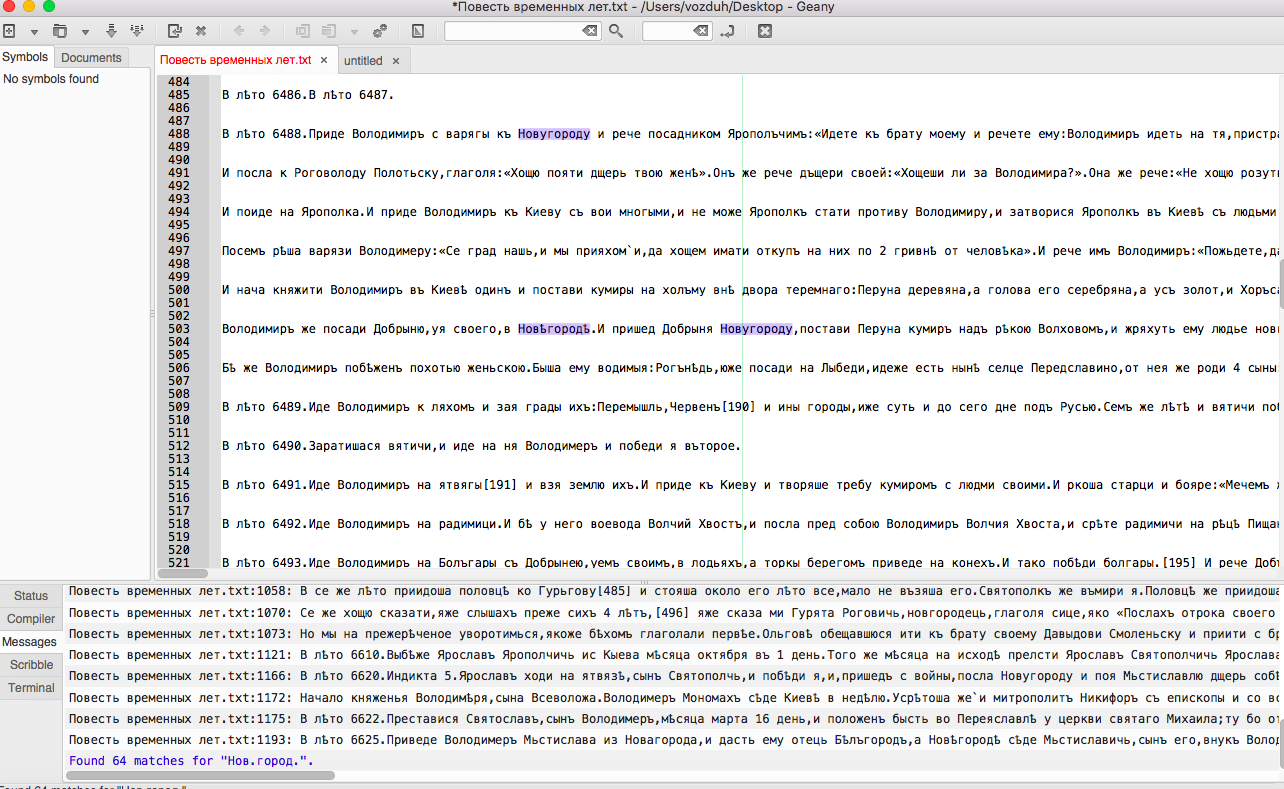 *Повесть временных лет.txt - /Users/vozduh/Desktop - Geany
Symbols
Documents
Повесть временных лет.txt ×
untitled ×
No symbols found
484
485 В лѣто 6486.В лѣто 6487.
486
487
488 В лѣто 6488.Приде Володимиръ с варягы къ Новугороду и рече посадником Ярополъчимъ:«Идете къ брату моему и речете ему:Володимиръ идеть на тя,пристра
489
490
491 И посла к Роговолоду Полотьску,глаголя:«Хощю пояти дщерь твою женѣ».Онъ же рече дъщери своей:«Хощеши ли за Володимира?».Она же рече:«Не хощю розути
492
493
494 И поиде на Ярополка.И приде Володимиръ къ Киеву съ вои многыми,и не може Ярополкъ стати противу Володимиру,и затворися Ярополкъ въ Киевѣ съ людьми
495
496
497 Посемъ рѣша варязи Володимеру:«Се град нашь,и мы прияхом`и,да хощем имати откупъ на них по 2 гривнѣ от человѣка».И рече имъ Володимиръ:«Пожьдете,да
498
499
500 И нача княжити Володимиръ въ Киевѣ одинъ и постави кумиры на холъму внѣ двора теремнаго:Перуна деревяна,а голова его серебряна,а усъ золот,и Хоръса
501
502
503 Володимиръ же посади Добрыню,уя своего,в Новѣгородѣ.И пришед Добрыня Новугороду,постави Перуна кумиръ надъ рѣкою Волховомъ,и жряхуть ему людье нов
504
505
506 Бѣ же Володимиръ побѣженъ похотью женьскою.Быша ему водимыя:Рогънѣдь,юже посади на Лыбеди,идеже есть нынѣ селце Передславино,от нея же роди 4 сыны:
507
508
509 В лѣто 6489.Иде Володимиръ к ляхомъ и зая грады ихъ:Перемышль,Червенъ[190] и ины городы,иже суть и до сего дне подъ Русью.Семъ же лѣтѣ и вятичи по
510
511
512 В лѣто 6490.Заратишася вятичи,и иде на ня Володимеръ и победи я въторое.
513
514
515 В лѣто 6491.Иде Володимиръ на ятвягы[191] и взя землю ихъ.И приде къ Киеву и творяше требу кумиромъ с людми своими.И ркоша старци и бояре:«Мечемъ
516
517
518 В лѣто 6492.Иде Володимиръ на радимици.И бѣ у него воевода Волчий Хвостъ,и посла пред собою Володимиръ Волчия Хвоста,и срѣте радимичи на рѣцѣ Пищан
519
520
521 В лѣто 6493.Иде Володимиръ на Болъгары съ Добрынею,уемъ своимъ,в лодьяхъ,а торкы берегомъ приведе на конехъ.И тако побѣди болгары.[195] И рече Доб
Status
Compiler
Messages
Scribble
Terminal
Повесть временных лет.txt:1058: В се же лѣто приидоша половцѣ ко Гурьгову[485] и стояша около его лѣто все,мало не възяша его.Святополкъ же въмири я.Половцѣ же приидоша
Повесть временных лет.txt:1070: Се же хощю сказати,яже слышахъ преже сихъ 4 лѣтъ,[496] яже сказа ми Гурята Роговичь,новгородець,глаголя сице,яко «Послахъ отрока своего
Повесть временных лет.txt:1073: Но мы на прежерѣченое уворотимься,якоже бѣхомъ глаголали первѣе.Ольговѣ обещавшюся ити къ брату своему Давыдови Смоленьску и приити с бр
Повесть временных лет.txt:1121: В лѣто 6610.Выбѣже Ярославъ Ярополчичь ис Кыева мѣсяца октября въ 1 день.Того же мѣсяца на исходѣ прелсти Ярославъ Святополчичь Ярослава
Повесть временных лет.txt:1166: В лѣто 6620.Индикта 5.Ярославъ ходи на ятвязѣ,сынъ Святополчь,и побѣди я,и,пришедъ с войны,посла Новугороду и поя Мьстиславлю дщерь собѣ
Повесть временных лет.txt:1172: Начало княженья Володимѣря,сына Всеволожа.Володимеръ Мономахъ сѣде Киевѣ в недѣлю.Усрѣтоша же`и митрополитъ Никифоръ съ епископы и со вс
Повесть временных лет.txt:1175: В лѣто 6622.Преставися Святославъ,сынъ Володимеръ,мѣсяца марта 16 день,и положенъ бысть во Переяславлѣ у церкви святаго Михаила;ту бо от
Повесть временных лет.txt:1193: В лѣто 6625.Приведе Володимеръ Мьстислава из Новагорода,и дасть ему отець Бѣлъгородъ,а Новѣгородѣ сѣде Мьстиславичь,сынъ его,внукъ Волод
Found 64 matches for "Нов.город.".